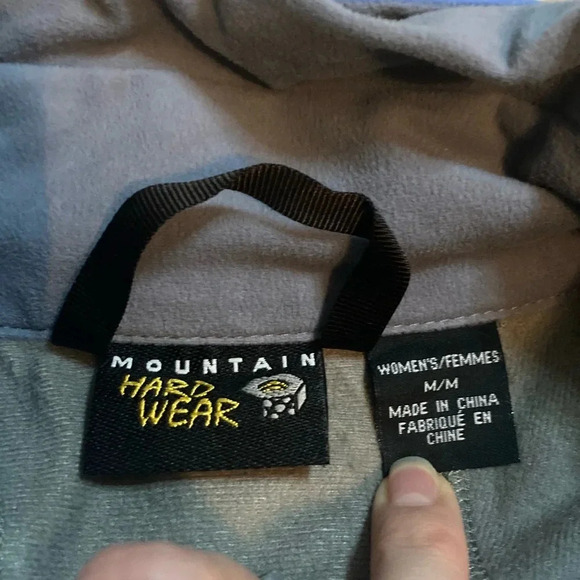 MOUNTAIN
HARD
WEAR
WOMEN'S/FEMMES
M/M
MADE IN CHINA
FABRIQUÉ EN
CHINE